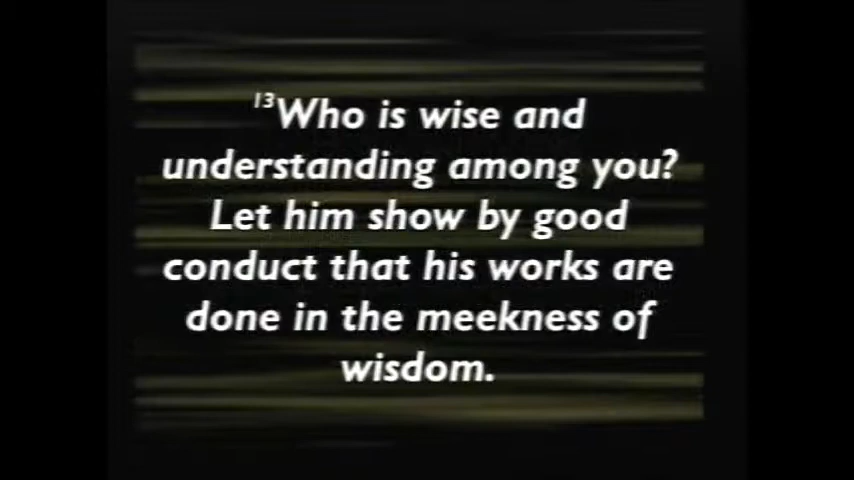 13Who is wise and
understanding among you?
Let him show by good
conduct that his works are
done in the meekness of
wisdom.